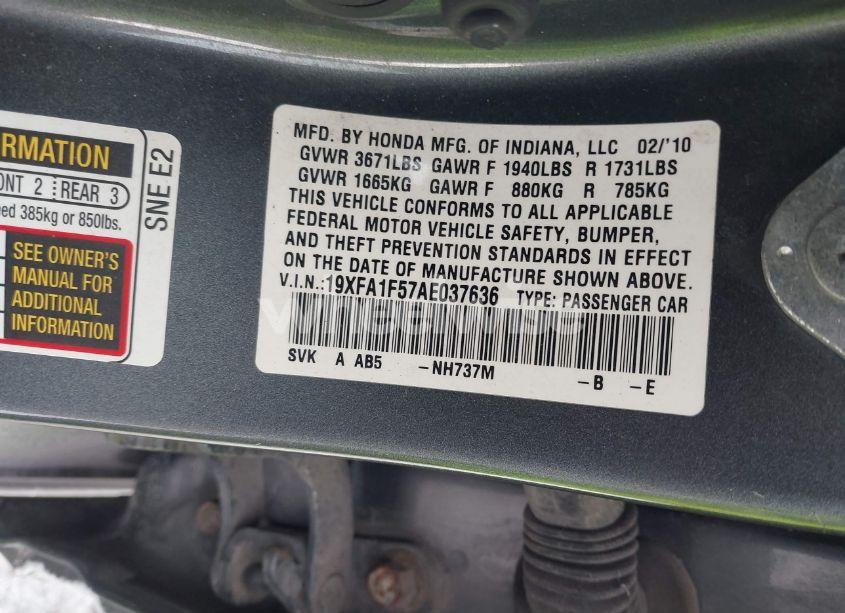 ORMATION
ONT 2 REAR 3
ed 385kg or 850lbs.
SEE OWNER'S
MANUAL FOR
ADDITIONAL
INFORMATION
SNE E2
MFD. BY HONDA MFG. OF INDIANA, LLC 02/'10
GVWR 3671LBS GAWR F 1940LBS R 1731LBS
GVWR 1665KG GAWR F 880KG R 785KG
THIS VEHICLE CONFORMS TO ALL APPLICABLE
FEDERAL MOTOR VEHICLE SAFETY, BUMPER,
AND THEFT PREVENTION STANDARDS IN EFFECT
ON THE DATE OF MANUFACTURE SHOWN ABOVE.
V.I.N.:19XFA1F57AE037636 TYPE: PASSENGER CAR
wheelwise
SVK A AB5 -NH737M -B -E